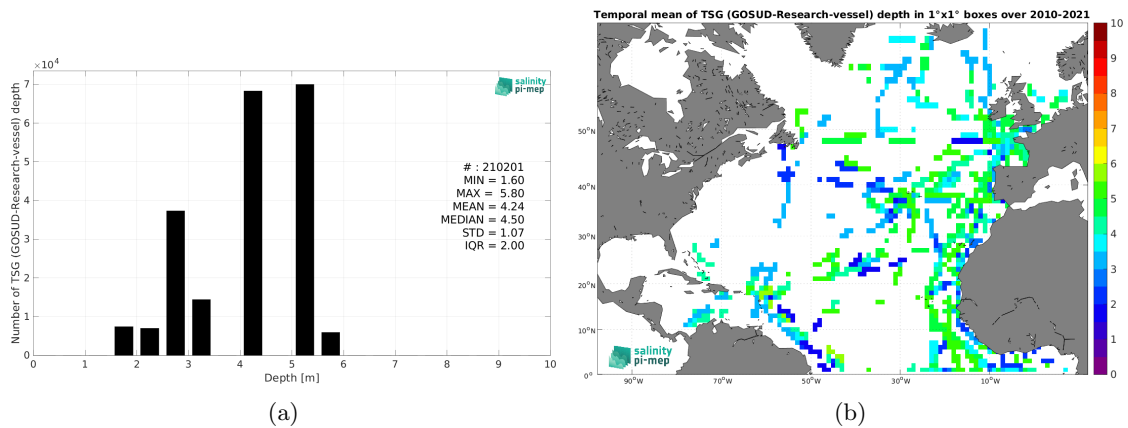 ×10⁴
7
6
5
4
3
2
1
0
Number of TSG (GOSUD-Research-vessel) depth
0 1 2 3 4 5 6 7 8 9 10
Depth [m]
salinity
pi-mep
# : 210201
MIN = 1.60
MAX = 5.80
MEAN = 4.24
MEDIAN = 4.50
STD = 1.07
IQR = 2.00
(a)
Temporal mean of TSG (GOSUD-Research-vessel) depth in 1°x1° boxes over 2010-2021
50°N
40°N
30°N
20°N
10°N
0°
90°W 70°W 50°W 30°W 10°W
salinity
pi-mep
10
9
8
7
6
5
4
3
2
1
0
(b)